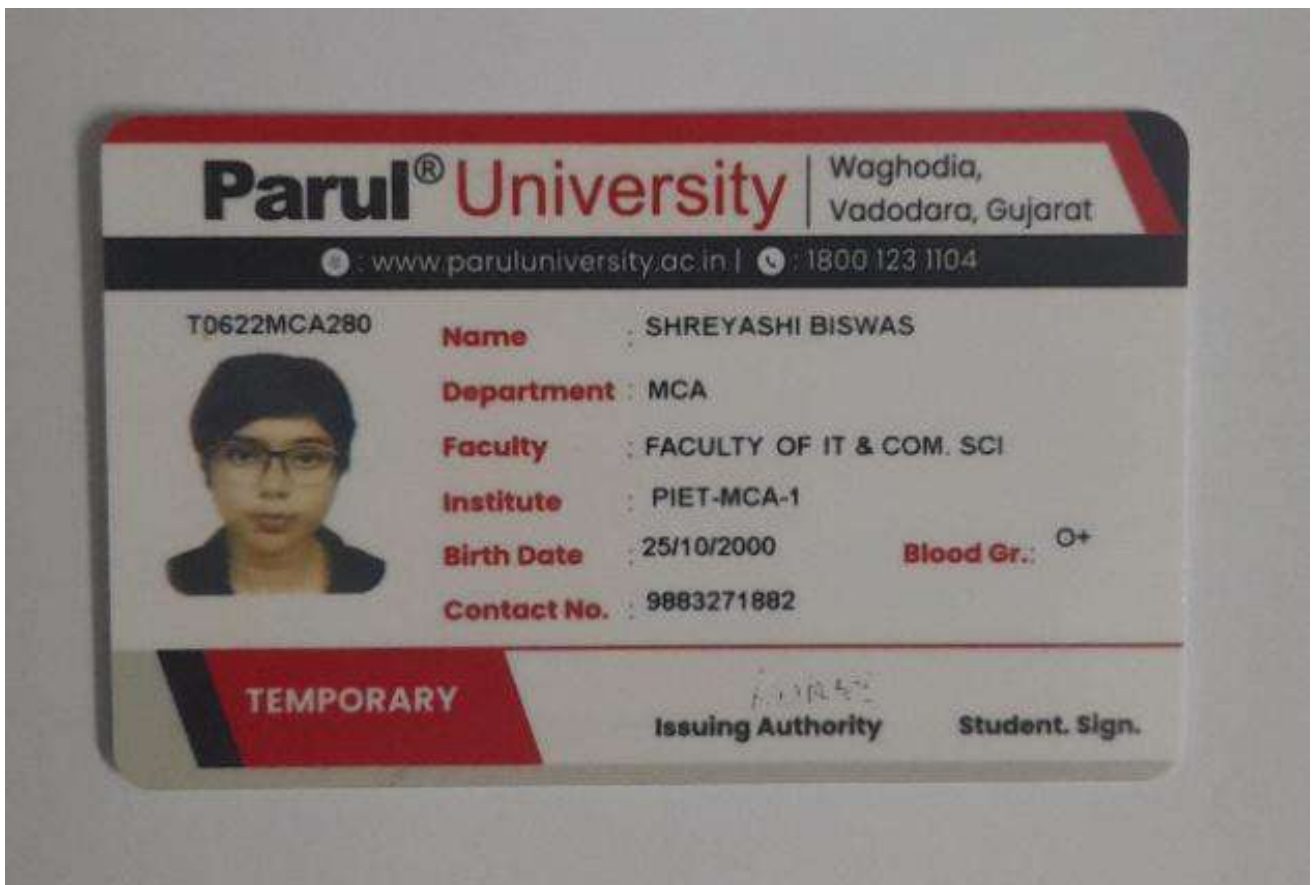 Parul® University
Waghodia,
Vadodara, Gujarat
: www.paruluniversity.ac.in | : 1800 123 1104
T0622MCA280
Name : SHREYASHI BISWAS
Department : MCA
Faculty : FACULTY OF IT & COM. SCI
Institute : PIET-MCA-1
Birth Date : 25/10/2000 Blood Gr.: O+
Contact No. : 9883271882
TEMPORARY
Issuing Authority Student. Sign.